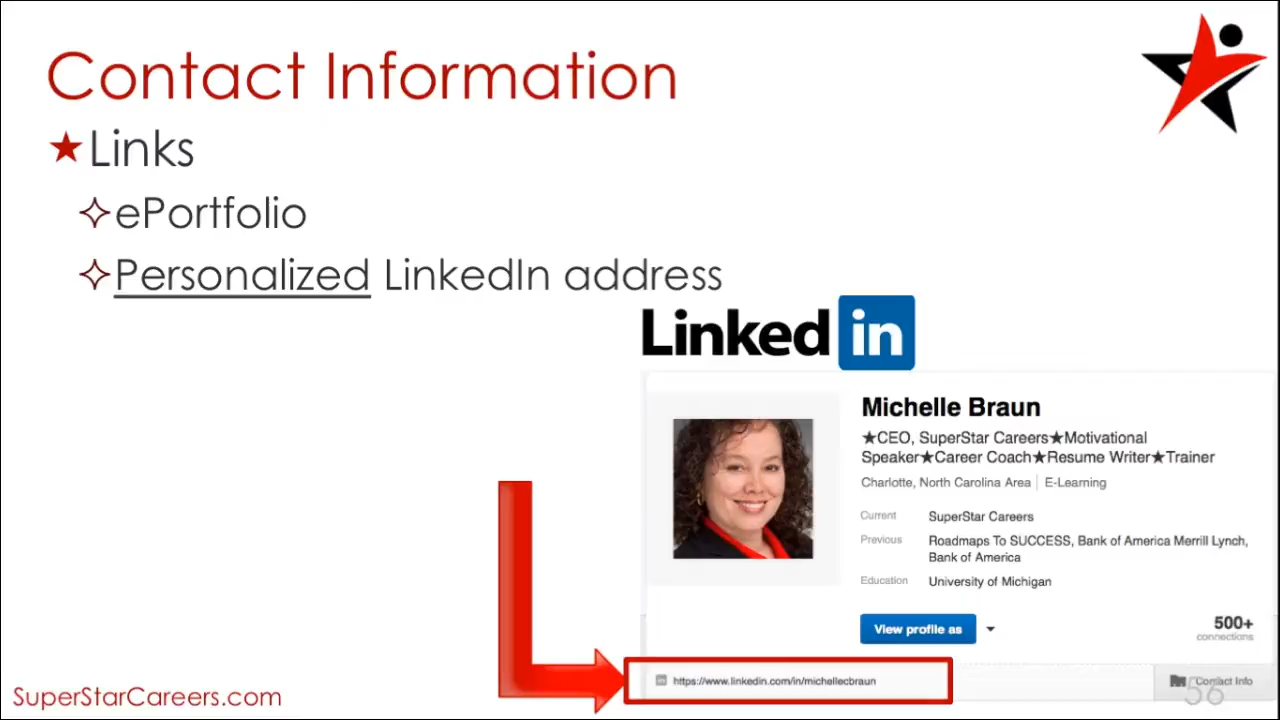 Contact Information
Links
ePortfolio
Personalized LinkedIn address
Linked in
Michelle Braun
★CEO, SuperStar Careers★Motivational
Speaker★Career Coach★Resume Writer★Trainer
Charlotte, North Carolina Area | E-Learning
Current SuperStar Careers
Previous Roadmaps To SUCCESS, Bank of America Merrill Lynch,
Bank of America
Education University of Michigan
View profile as
500+
connections
https://www.linkedin.com/in/michellecbraun
Contact Info
56
SuperStarCareers.com